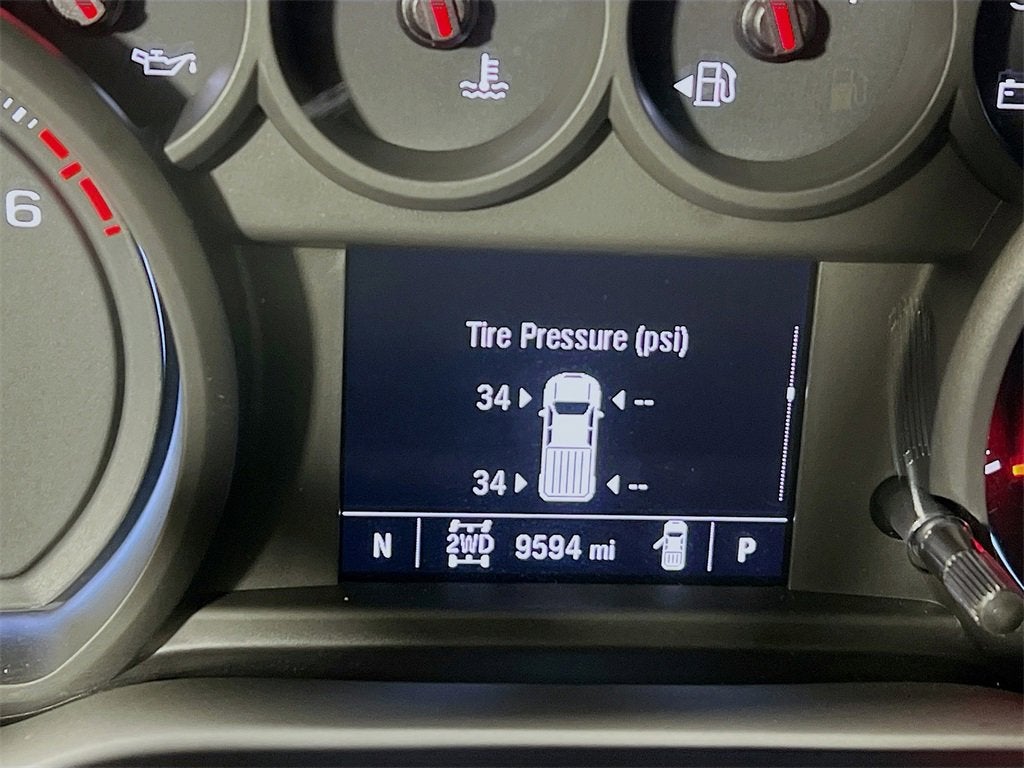 6
Tire Pressure (psi)
34 --
34 --
N 2WD 9594 mi P